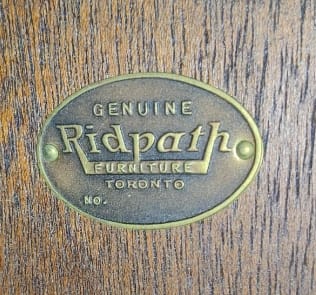 GENUINE
Ridpath
FURNITURE
TORONTO
NO.